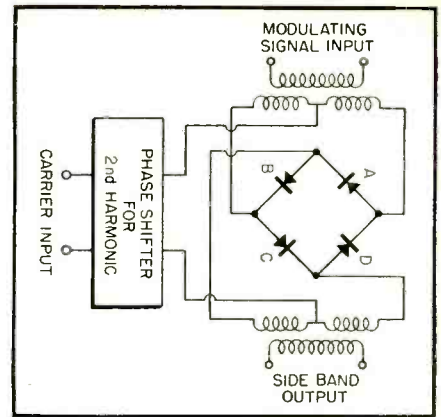 MODULATING
SIGNAL INPUT
A
B
C
D
PHASE SHIFTER
FOR
2nd HARMONIC
CARRIER INPUT
SIDE BAND
OUTPUT